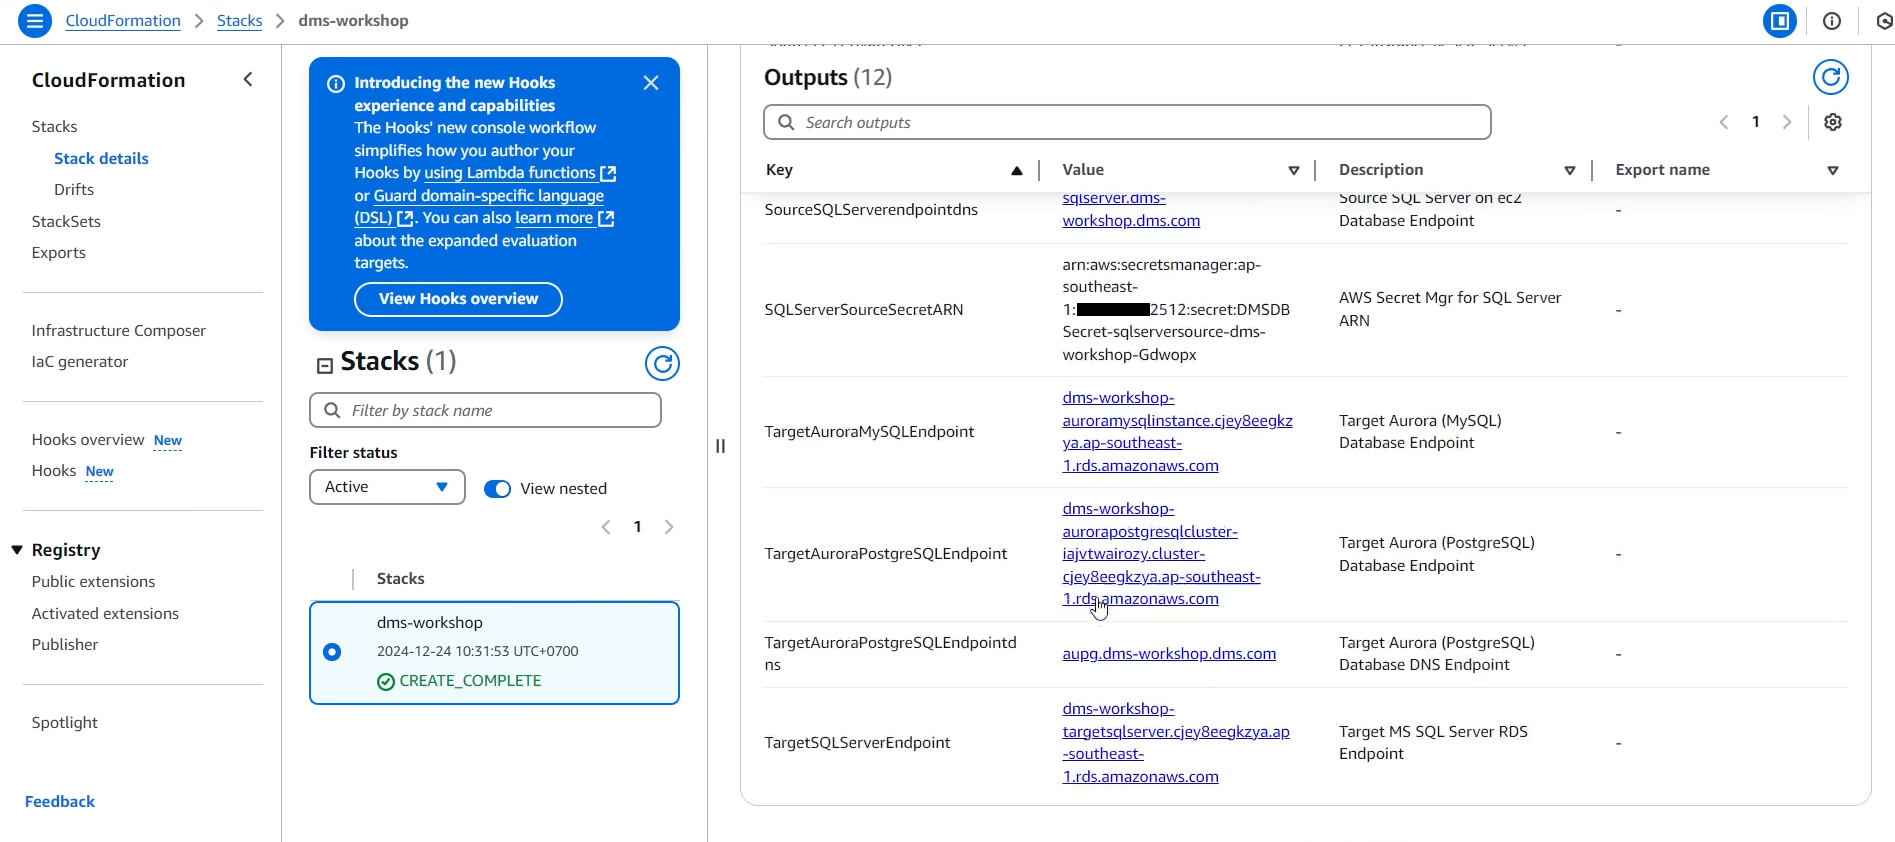 CloudFormation > Stacks > dms-workshop
CloudFormation
Stacks
Stack details
Drifts
StackSets
Exports
Infrastructure Composer
IaC generator
Hooks overview New
Hooks New
Registry
Public extensions
Activated extensions
Publisher
Spotlight
Feedback
Introducing the new Hooks
experience and capabilities
The Hooks' new console workflow
simplifies how you author your
Hooks by using Lambda functions
or Guard domain-specific language
(DSL) . You can also learn more
about the expanded evaluation
targets.
View Hooks overview
Stacks (1)
Filter by stack name
Filter status
Active
View nested
1
Stacks
dms-workshop
2024-12-24 10:31:53 UTC+0700
CREATE_COMPLETE
Outputs (12)
Search outputs
1
Key Value Description Export name
SourceSQLServerendpointdns
sqlserver.dms-
workshop.dms.com
Source SQL Server on ec2
Database Endpoint
-
SQLServerSourceSecretARN
arn:aws:secretsmanager:ap-
southeast-
1: 2512:secret:DMSDB
Secret-sqlserversource-dms-
workshop-Gdwopx
AWS Secret Mgr for SQL Server
ARN
-
TargetAuroraMySQLEndpoint
dms-workshop-
auroramysqlinstance.cjey8eegkz
ya.ap-southeast-
1.rds.amazonaws.com
Target Aurora (MySQL)
Database Endpoint
-
TargetAuroraPostgreSQLEndpoint
dms-workshop-
aurorapostgresqlcluster-
iajvtwairozy.cluster-
cjey8eegkzya.ap-southeast-
1.rds.amazonaws.com
Target Aurora (PostgreSQL)
Database Endpoint
-
TargetAuroraPostgreSQLEndpointd
ns
aupg.dms-workshop.dms.com
Target Aurora (PostgreSQL)
Database DNS Endpoint
-
TargetSQLServerEndpoint
dms-workshop-
targetsqlserver.cjey8eegkzya.ap
-southeast-
1.rds.amazonaws.com
Target MS SQL Server RDS
Endpoint
-